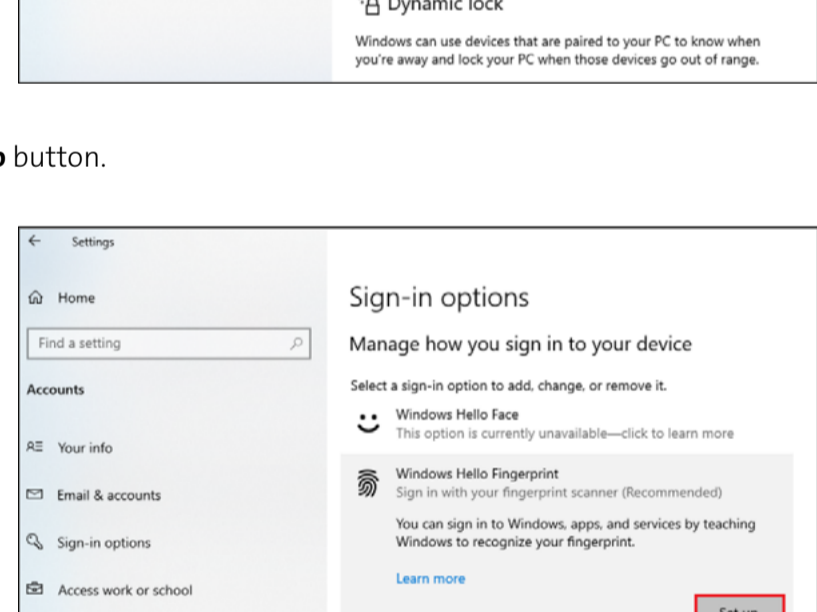 Dynamic lock
Windows can use devices that are paired to your PC to know when
you're away and lock your PC when those devices go out of range.
button.
Settings
Home
Find a setting
Accounts
Your info
Email & accounts
Sign-in options
Access work or school
Sign-in options
Manage how you sign in to your device
Select a sign-in option to add, change, or remove it.
Windows Hello Face
This option is currently unavailable—click to learn more
Windows Hello Fingerprint
Sign in with your fingerprint scanner (Recommended)
You can sign in to Windows, apps, and services by teaching
Windows to recognize your fingerprint.
Learn more
Set up